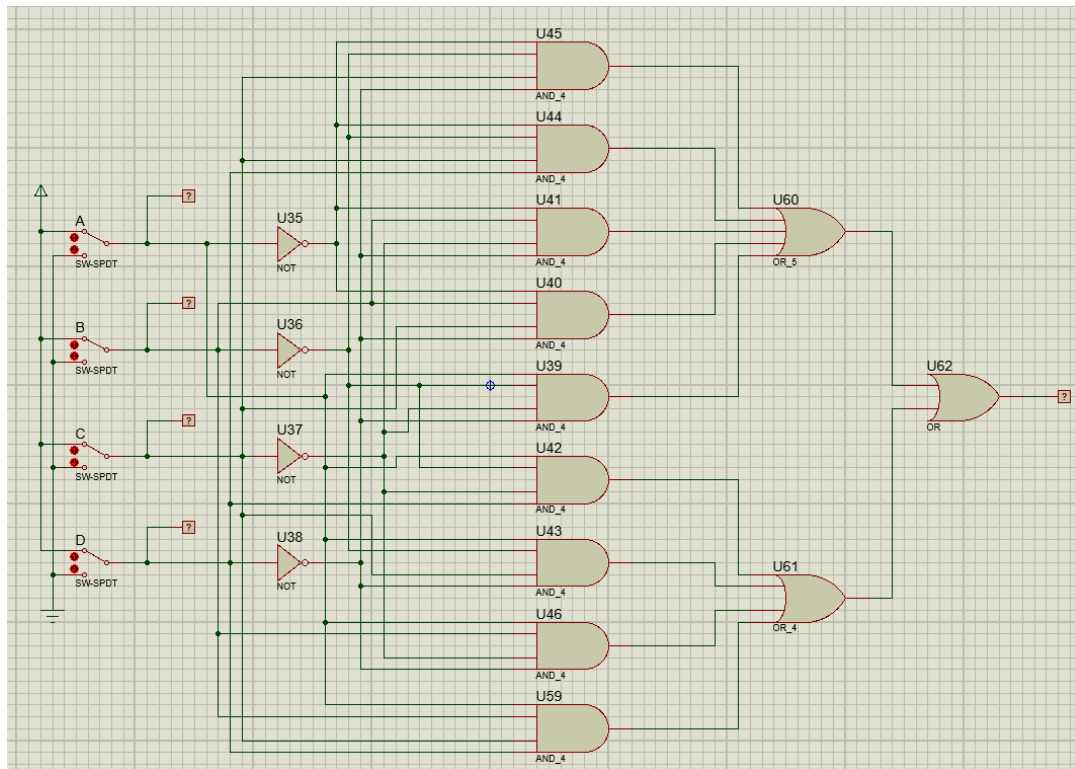 U45
AND_4
U44
AND_4
U41
AND_4
U40
AND_4
U39
AND_4
U42
AND_4
U43
AND_4
U46
AND_4
U59
AND_4
A
SW-SPDT
?
B
SW-SPDT
?
C
SW-SPDT
?
D
SW-SPDT
?
U35
NOT
U36
NOT
U37
NOT
U38
NOT
U60
OR_5
U61
OR_4
U62
OR
?